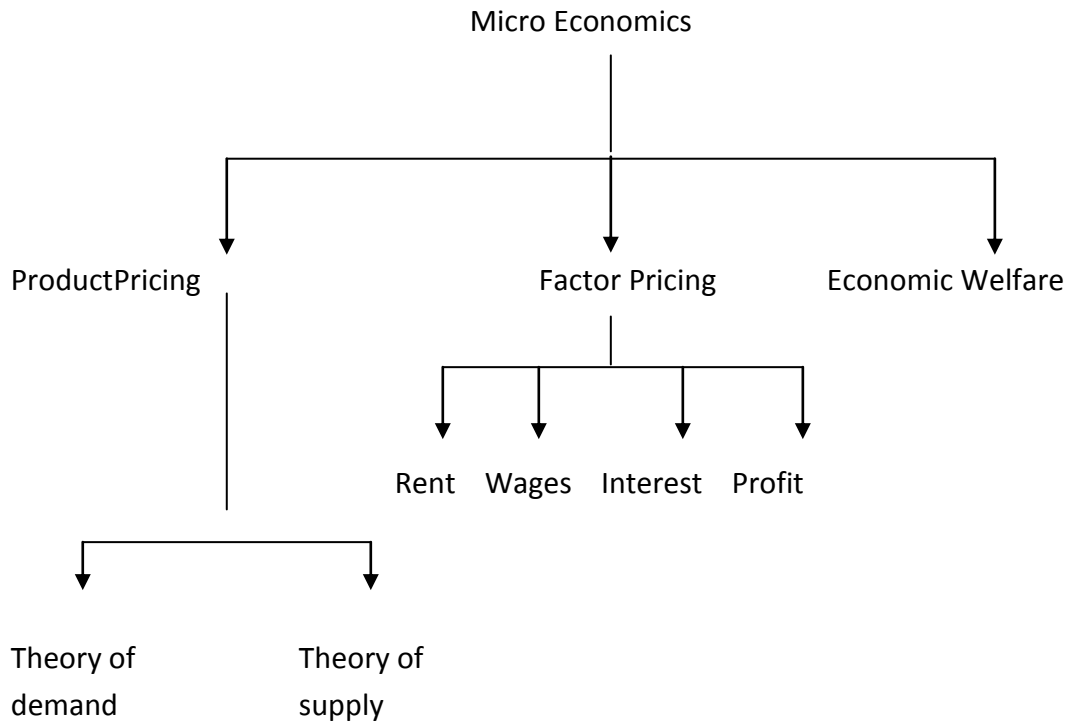 Micro Economics
ProductPricing
Factor Pricing
Economic Welfare
Rent
Wages
Interest
Profit
Theory of
demand
Theory of
supply